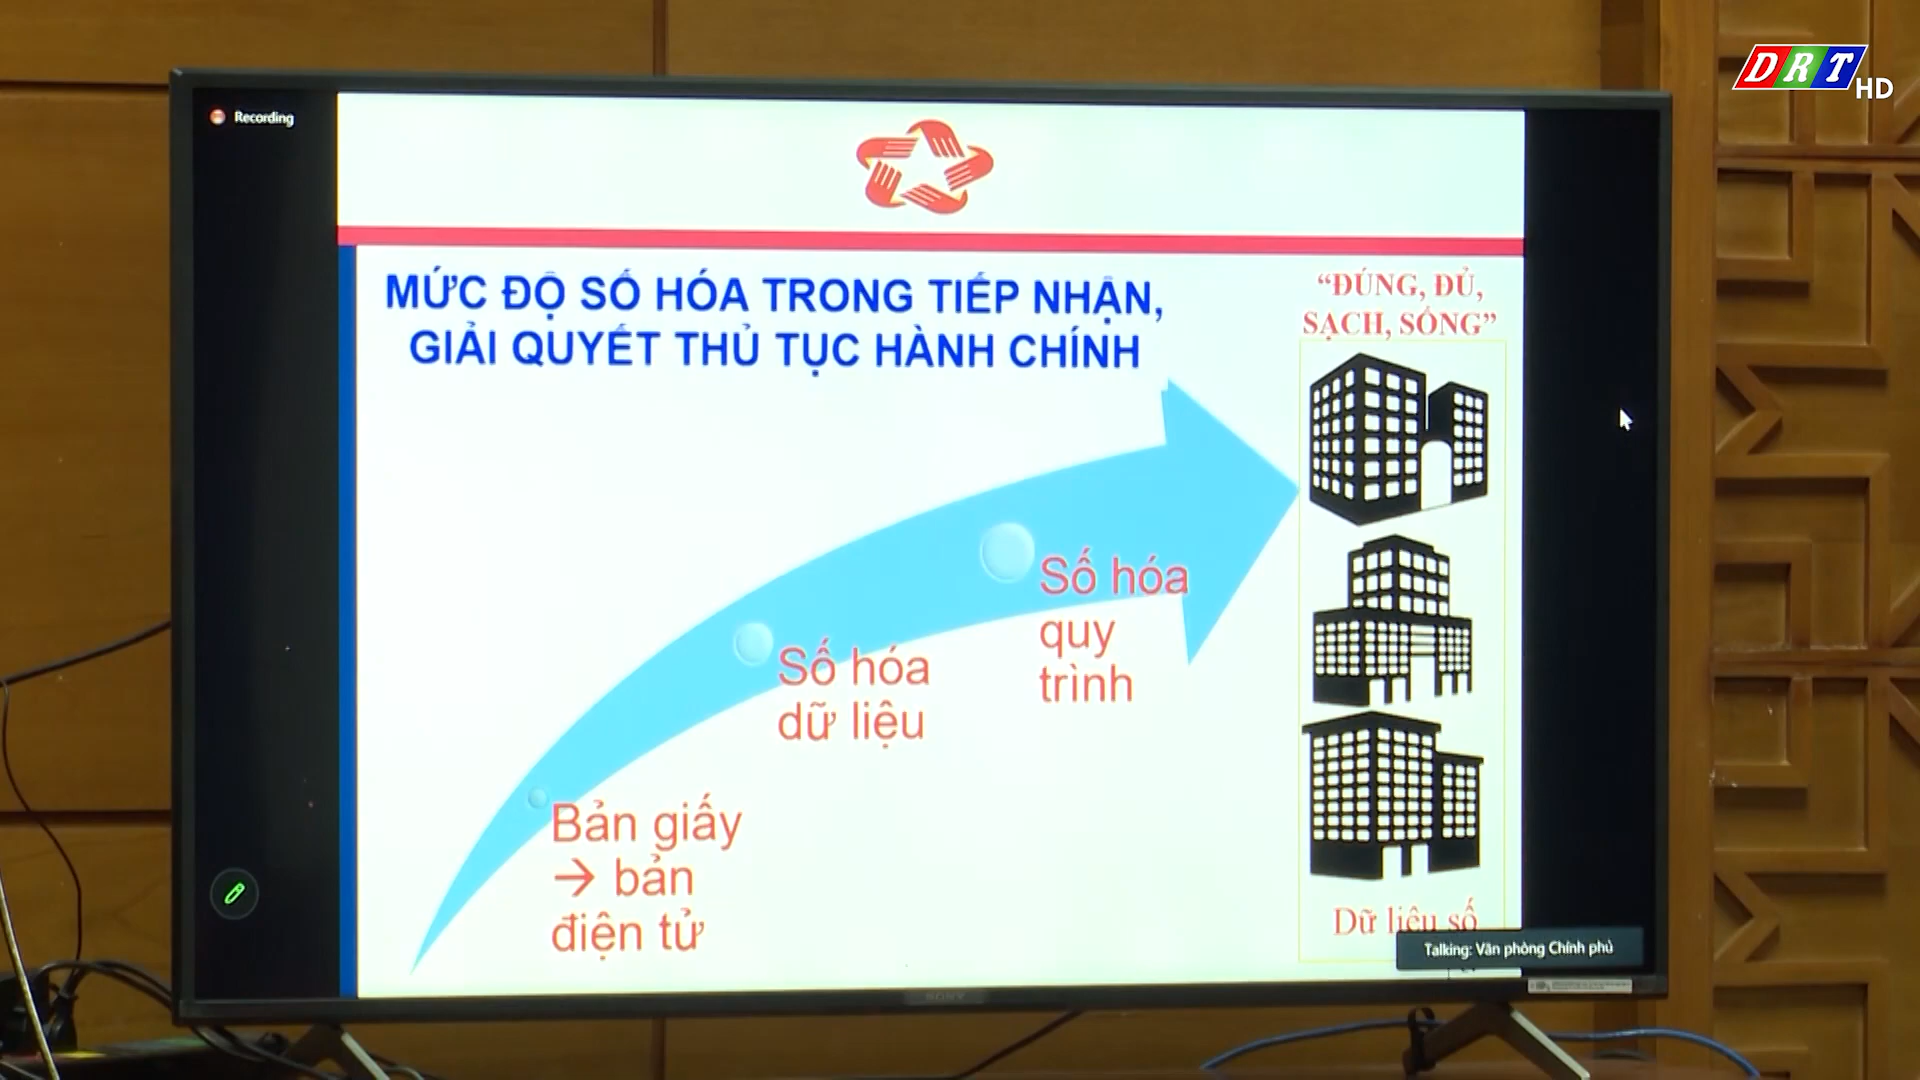 DRT HD
Recording
MỨC ĐỘ SỐ HÓA TRONG TIẾP NHẬN,
GIẢI QUYẾT THỦ TỤC HÀNH CHÍNH
“ĐÚNG, ĐỦ,
SẠCH, SỐNG”
Số hóa
quy
trình
Số hóa
dữ liệu
Bản giấy
→ bản
điện tử
Dữ liệu số
Talking: Văn phòng Chính phủ
SONY